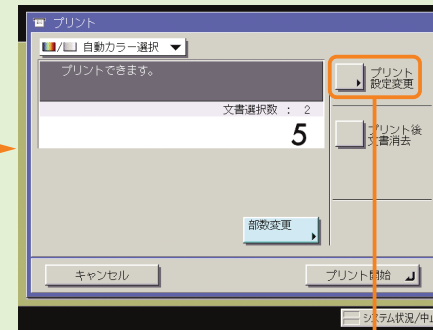 プリント
自動カラー選択
プリントできます。
文書選択数 : 2
5
プリント
設定変更
プリント後
文書消去
部数変更
キャンセル
プリント開始
システム状況/中止